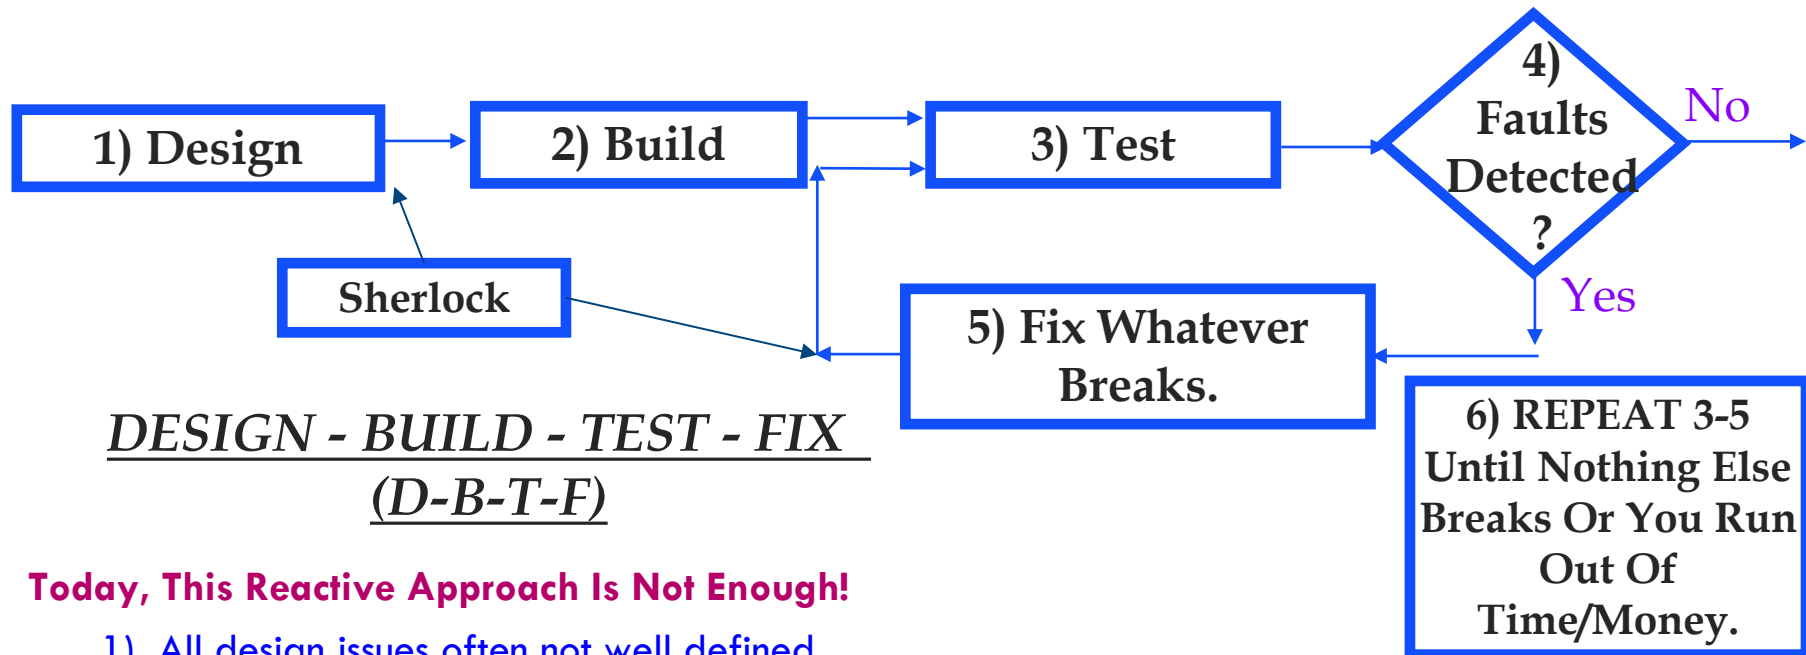 1) Design
2) Build
3) Test
4)
Faults
Detected
?
No
Yes
Sherlock
5) Fix Whatever
Breaks.
6) REPEAT 3-5
Until Nothing Else
Breaks Or You Run
Out Of
Time/Money.
DESIGN - BUILD - TEST - FIX
(D-B-T-F)
Today, This Reactive Approach Is Not Enough!
1) All design issues often not well defined